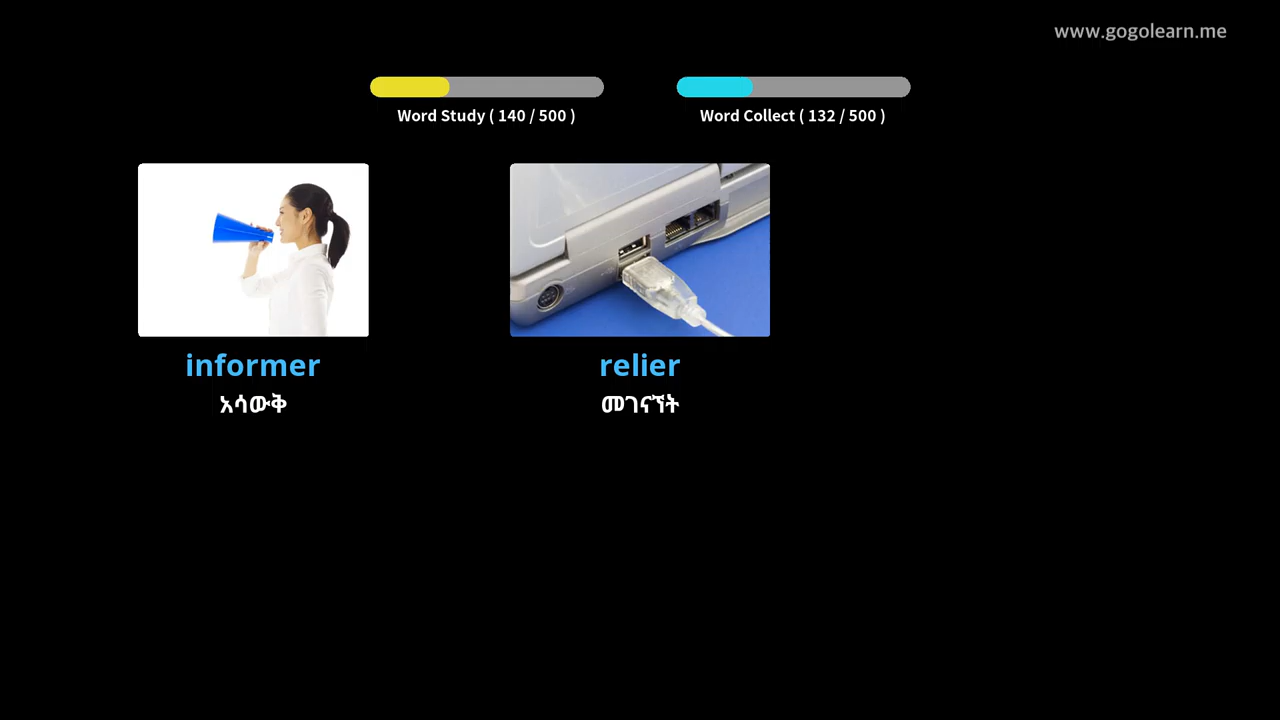 www.gogolearn.me
Word Study ( 140 / 500 )
Word Collect ( 132 / 500 )
informer
relier
አሳውቅ
መገናኘት